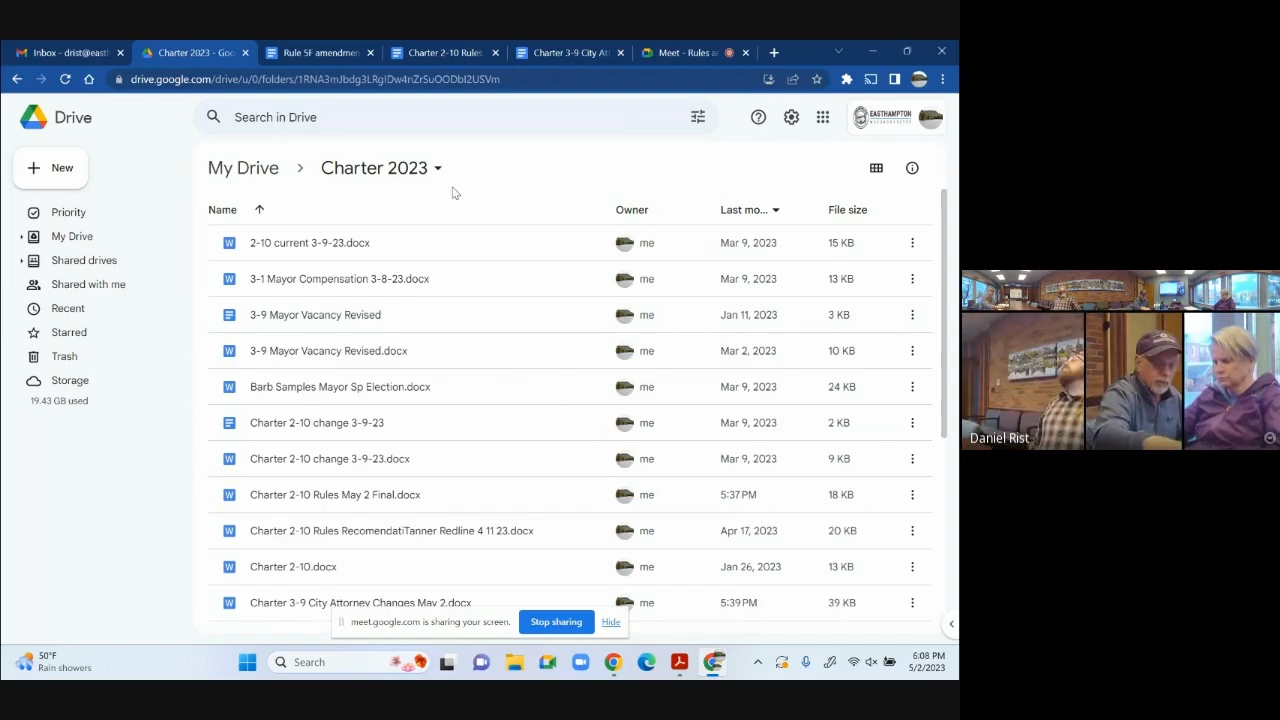 Inbox - drist@eastl
Charter 2023 - Goo
Rule 5F amendmen
Charter 2-10 Rules
Charter 3-9 City Att
Meet - Rules a
drive.google.com/drive/u/0/folders/1RNA3mJbdg3LRgIDw4nZrSuOODbI2USVm
Drive
Search in Drive
EASTHAMPTON
New
My Drive
Charter 2023
Priority
My Drive
Shared drives
Shared with me
Recent
Starred
Trash
Storage
19.43 GB used
Name Owner Last mo... File size
2-10 current 3-9-23.docx me Mar 9, 2023 15 KB
3-1 Mayor Compensation 3-8-23.docx me Mar 9, 2023 13 KB
3-9 Mayor Vacancy Revised me Jan 11, 2023 3 KB
3-9 Mayor Vacancy Revised.docx me Mar 2, 2023 10 KB
Barb Samples Mayor Sp Election.docx me Mar 9, 2023 24 KB
Charter 2-10 change 3-9-23 me Mar 9, 2023 2 KB
Charter 2-10 change 3-9-23.docx me Mar 9, 2023 9 KB
Charter 2-10 Rules May 2 Final.docx me 5:37 PM 18 KB
Charter 2-10 Rules RecomendatiTanner Redline 4 11 23.docx me Apr 17, 2023 20 KB
Charter 2-10.docx me Jan 26, 2023 13 KB
Charter 3-9 City Attorney Changes May 2.docx me 5:39 PM 39 KB
meet.google.com is sharing your screen.
Stop sharing
Hide
Daniel Rist
50°F
Rain showers
Search
6:08 PM
5/2/2023